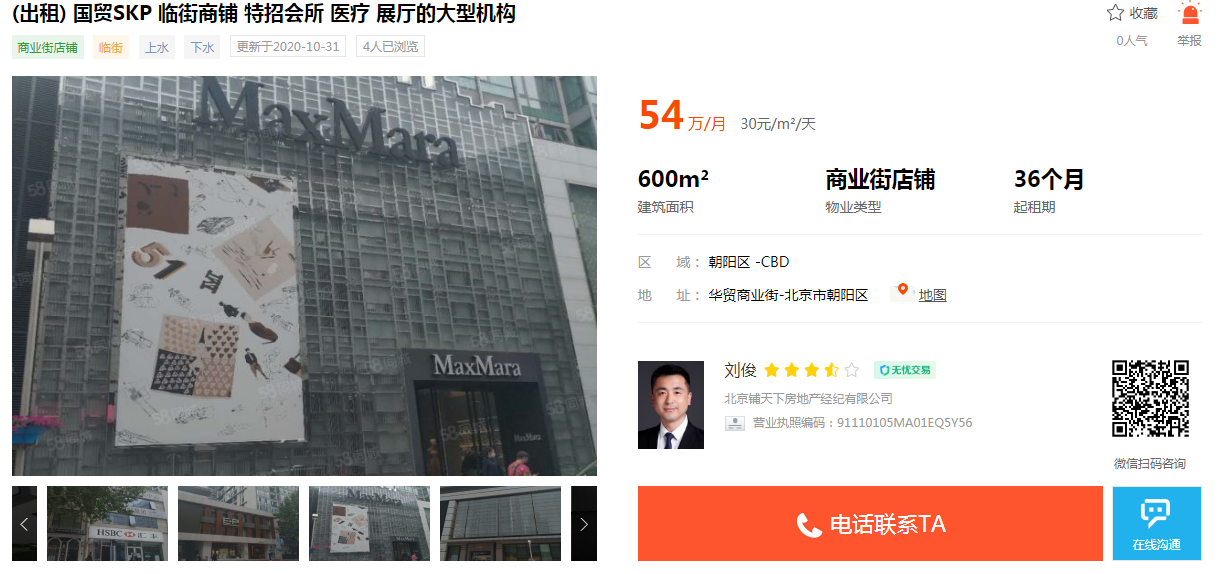 (出租) 国贸SKP 临街商铺 特招会所 医疗 展厅的大型机构
收藏
0人气
举报
商业街店铺 临街 上水 下水 更新于2020-10-31 4人已浏览
MaxMara
51
MaxMara
HSBC 汇丰
54 万/月 30元/m²/天
600m² 商业街店铺 36个月
建筑面积 物业类型 起租期
区 域： 朝阳区 -CBD
地 址： 华贸商业街-北京市朝阳区 地图
刘俊 无忧交易
北京铺天下房地产经纪有限公司
营业执照编码：91110105MA01EQ5Y56
微信扫码咨询
电话联系TA
在线沟通